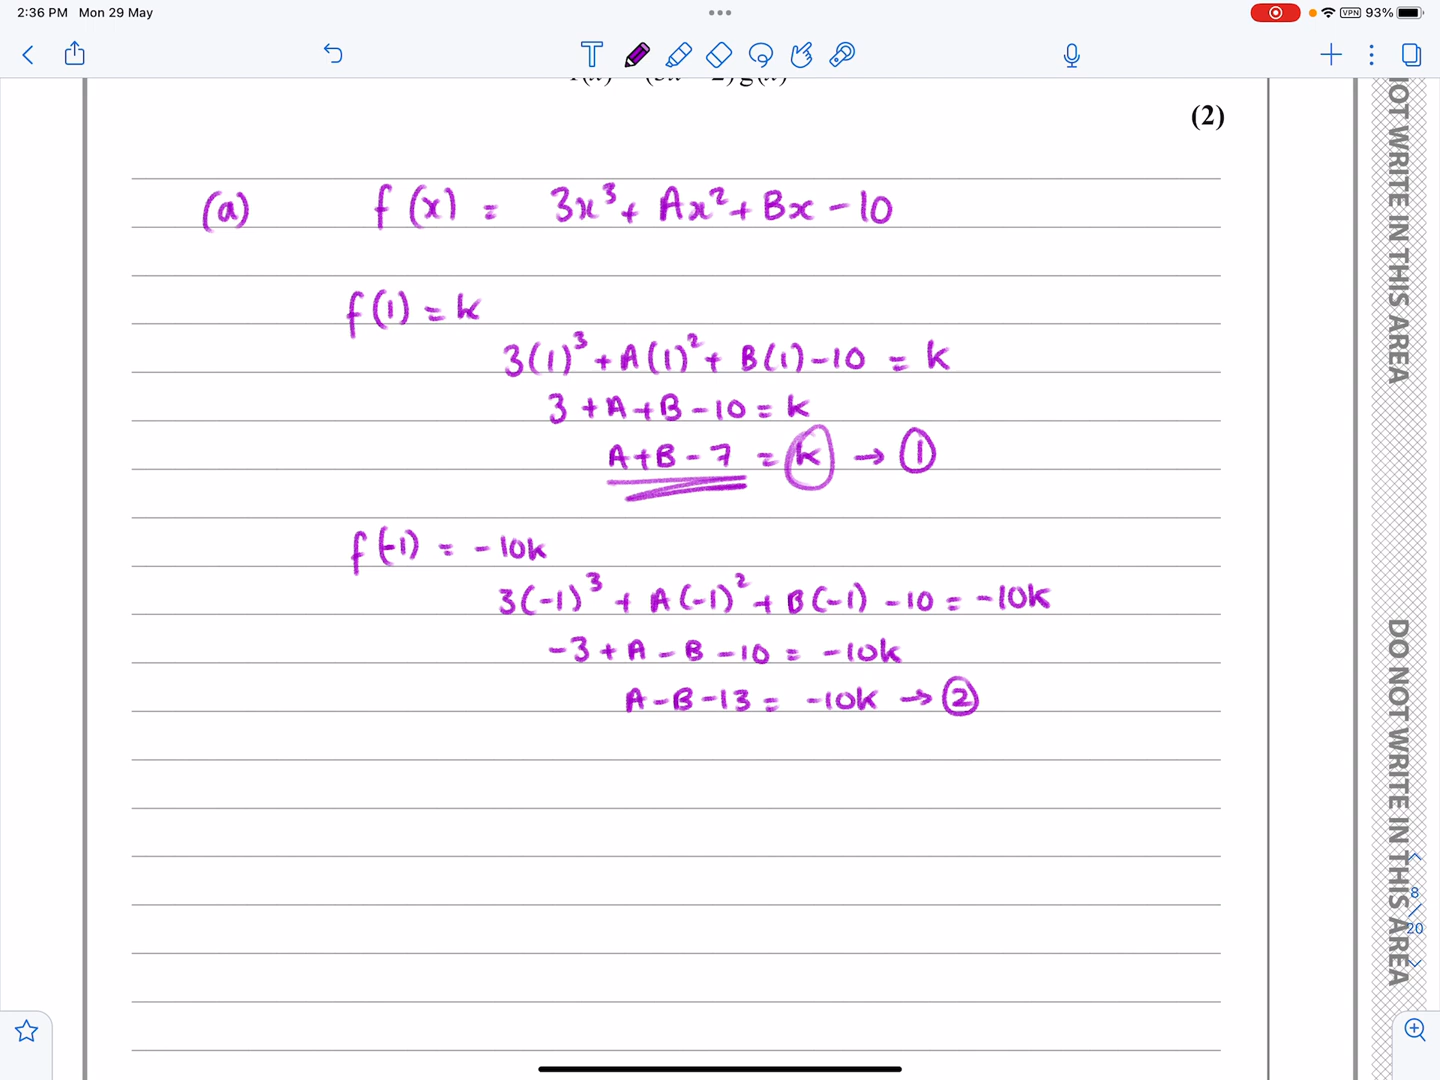 2:36 PM Mon 29 May
VPN 93%
(2)
(a) f(x) = 3x³ + Ax² + Bx - 10
f(1) = k
3(1)³ + A(1)² + B(1) - 10 = k
3 + A + B - 10 = k
A + B - 7 = k → ①
f(-1) = -10k
3(-1)³ + A(-1)² + B(-1) - 10 = -10k
-3 + A - B - 10 = -10k
A - B - 13 = -10k → ②
OT WRITE IN THIS AREA
DO NOT WRITE IN THIS AREA
8
20